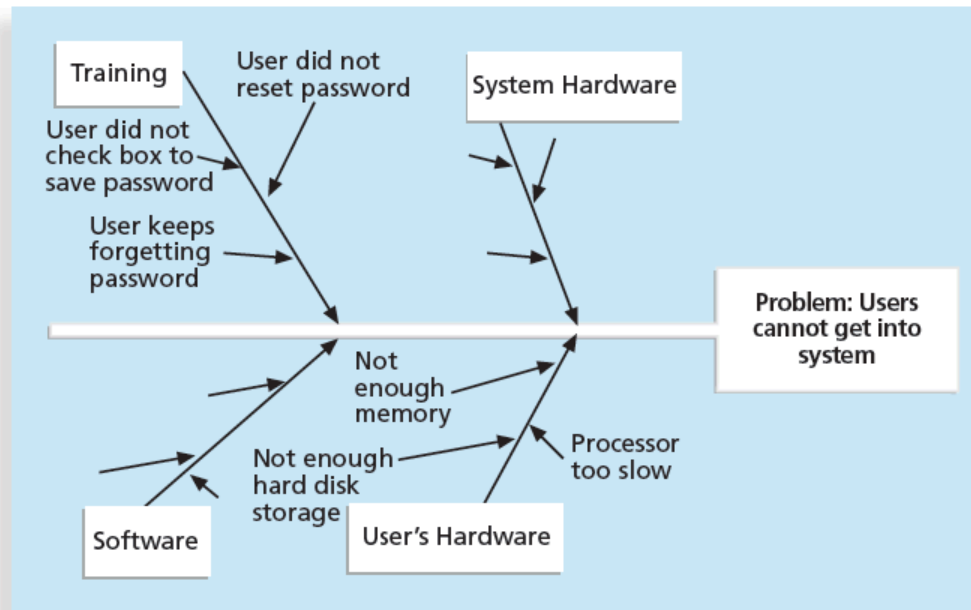 Training
User did not
reset password
System Hardware
User did not
check box to
save password
User keeps
forgetting
password
Problem: Users
cannot get into
system
Not
enough
memory
Not enough
hard disk
storage
Processor
too slow
Software
User’s Hardware